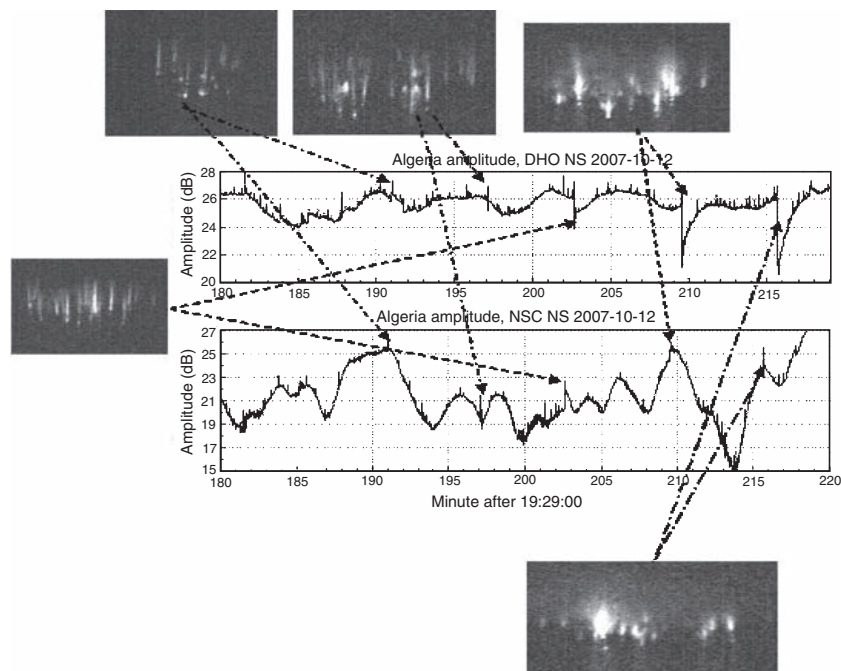 Algeria amplitude, DHO NS 2007-10-12
Amplitude (dB)
28
26
24
22
20
180 185 190 195 200 205 210 215
Algeria amplitude, NSC NS 2007-10-12
Amplitude (dB)
27
25
23
21
19
17
15
180 185 190 195 200 205 210 215 220
Minute after 19:29:00